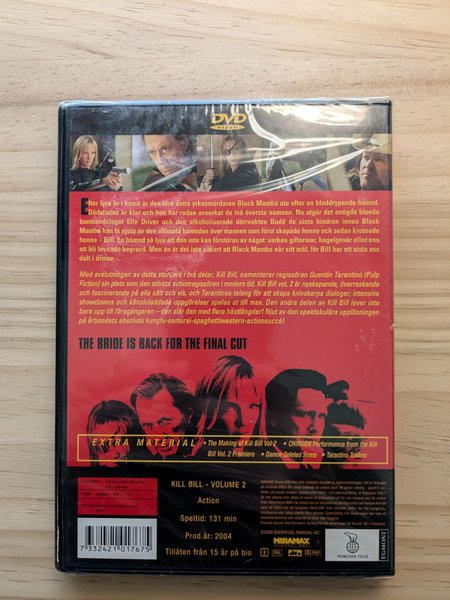 DVD
VIDEO
Efter fyra år i koma är den före detta yrkesmördaren Black Mamba ute efter en bloddrypande hämnd.
Dödslistan är klar och hon har redan avverkat de två översta namnen. Nu utgör det enögda blonda
bombnedslaget Elle Driver och den alkoholiserade dörrvakten Budd de sista hindren innan Black
Mamba kan få njuta av den ultimata hämnden över mannen som först skapade henne och sedan krossade
henne – Bill. En hämnd så ljuv att den inte kan förstöras av något: varken giftormar, hagelgevär eller ens
att bli levande begravd. Men än är det inte säkert att Black Mamba når sitt mål, för Bill har ett sista ess
dolt i ärmen ...
Med avslutningen av detta storverk i två delar, Kill Bill, cementerar regissören Quentin Tarantino (Pulp
Fiction) sin plats som den störste actionregissören i modern tid. Kill Bill vol. 2 är nyskapande, överraskande
och fascinerande på alla sätt och vis, och Tarantinos talang för att skapa knivskarpa dialoger, intensiva
showdowns och känsloladdade uppgörelser spelas ut till max. Den andra delen av Kill Bill lever inte
bara upp till föregångaren – den slår den med flera hästlängder! Njut av den spektakulära upplösningen
på årtiondets absoluta kungfu-samurai-spaghettiwestern-actionsuccé!
THE BRIDE IS BACK FOR THE FINAL CUT
EXTRA MATERIAL • The Making of Kill Bill Vol 2 • CHINGON Performance from the Kill
Bill Vol. 2 Premiere • Damoe Deleted Scene • Tarantino Trailers
KILL BILL - VOLUME 2
Action
Speltid: 131 min
Prod.år: 2004
Tillåten från 15 år på bio
7332421017675
MIRAMAX
2 PAL dts
NORDISK FILM
EGMONT